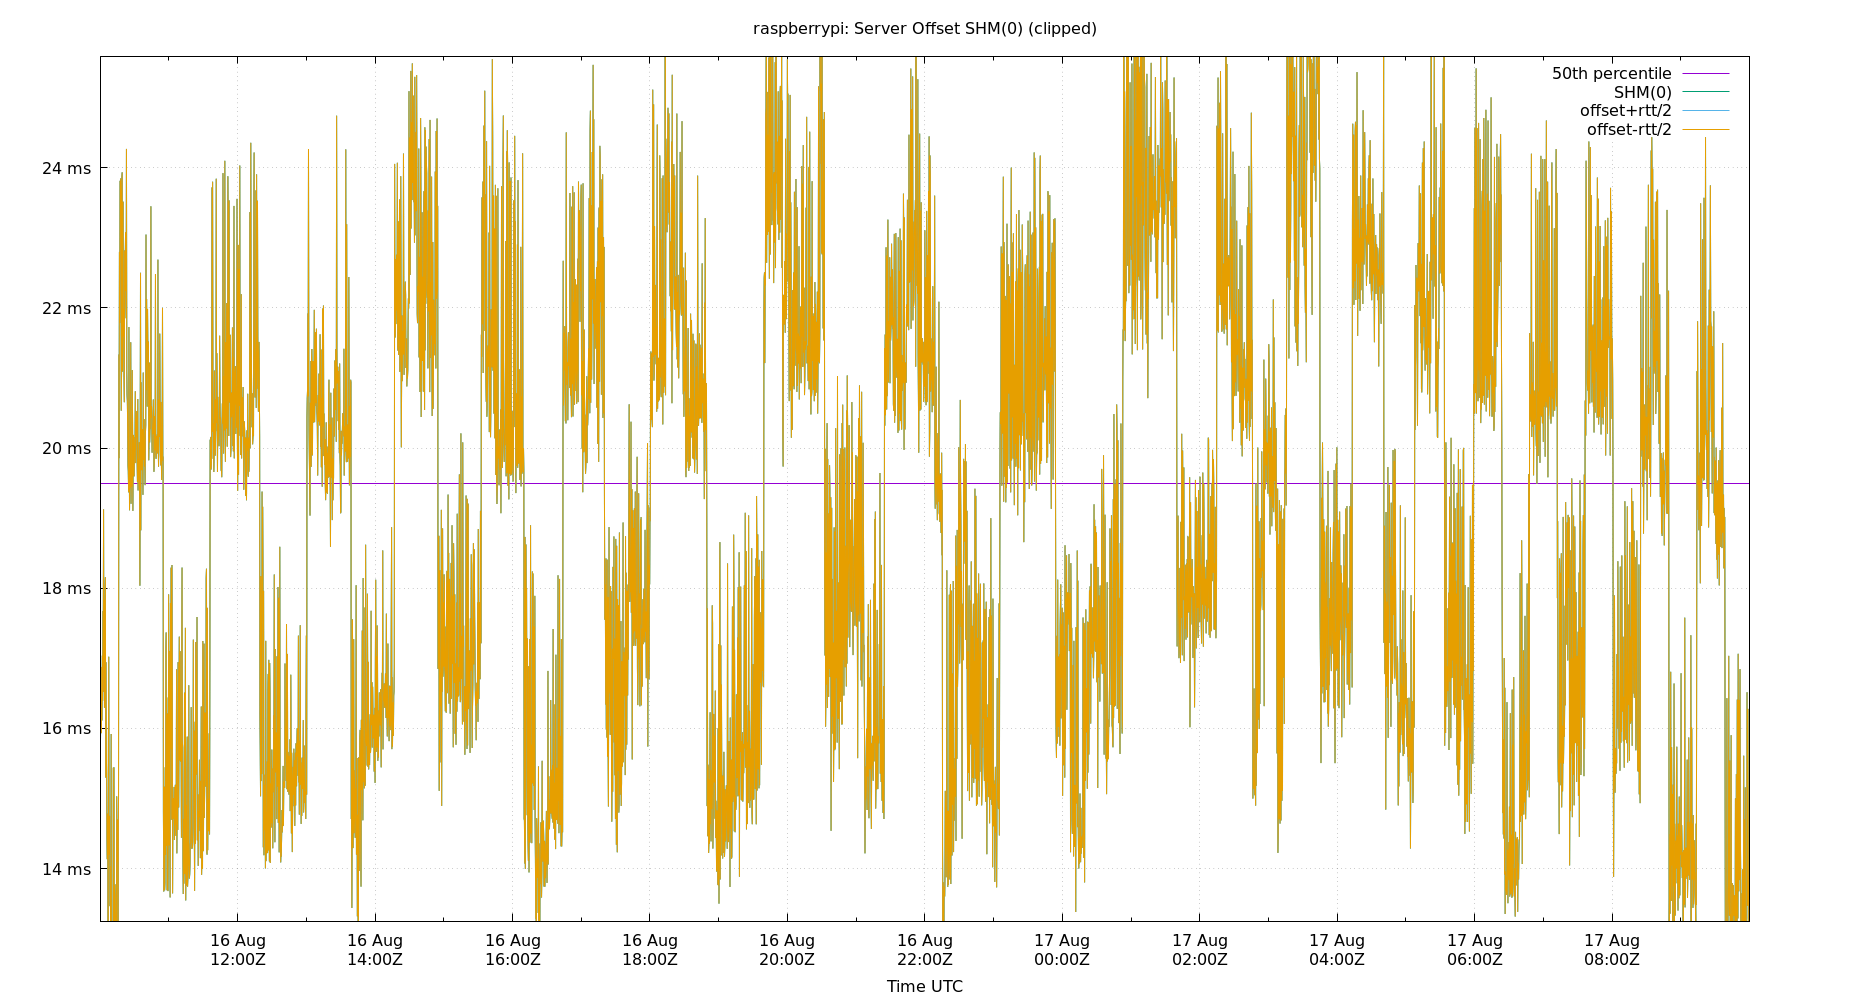 raspberrypi: Server Offset SHM(0) (clipped)
50th percentile
SHM(0)
offset+rtt/2
offset-rtt/2
24 ms
22 ms
20 ms
18 ms
16 ms
14 ms
16 Aug 16 Aug 16 Aug 16 Aug 16 Aug 16 Aug 17 Aug 17 Aug 17 Aug 17 Aug 17 Aug
12:00Z 14:00Z 16:00Z 18:00Z 20:00Z 22:00Z 00:00Z 02:00Z 04:00Z 06:00Z 08:00Z
Time UTC